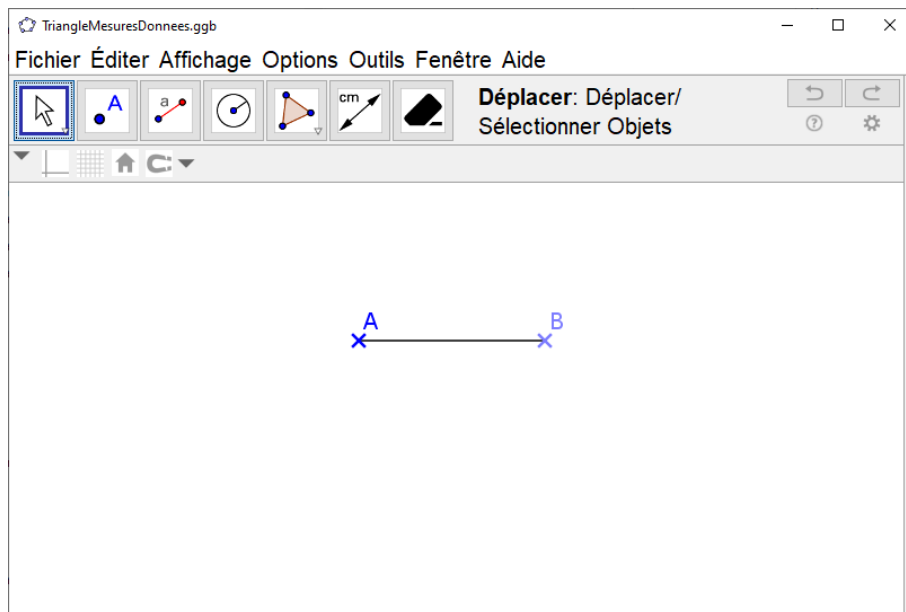 TriangleMesuresDonnees.ggb
Fichier Éditer Affichage Options Outils Fenêtre Aide
A
a
cm
Déplacer: Déplacer/
Sélectionner Objets
A
B